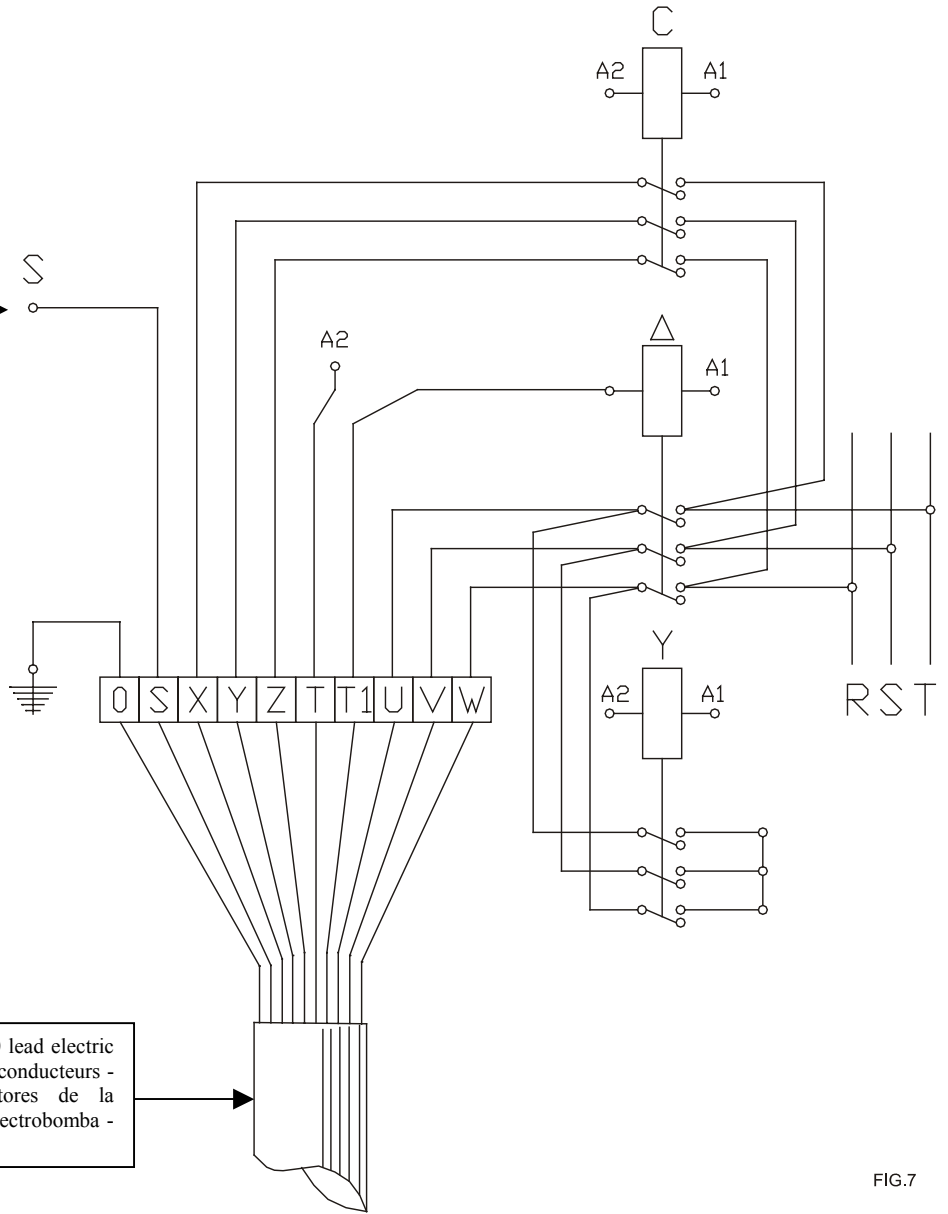 C
A2 A1
S
A2
Δ
A1
Y
A2 A1
R S T
0 S X Y Z T T1 U V W
lead electric
conducteurs -
tores de la
ectrobomba -
FIG.7